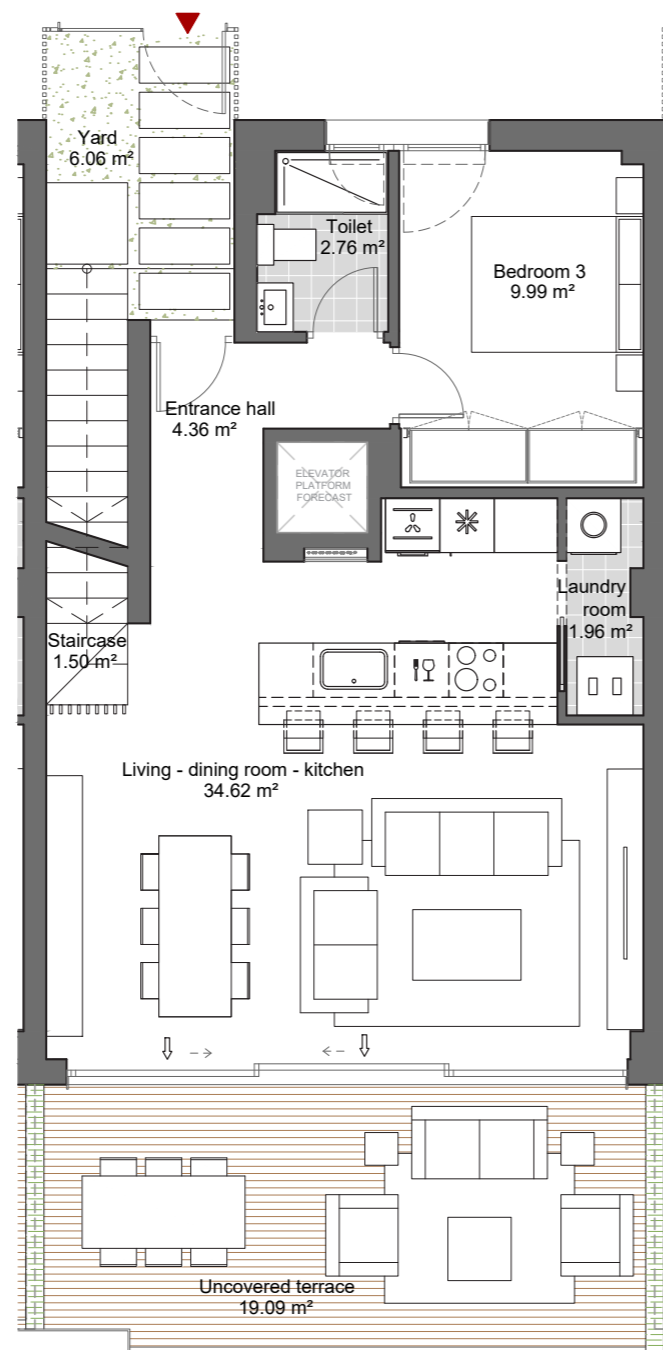 Yard
6.06 m²
Toilet
2.76 m²
Bedroom 3
9.99 m²
Entrance hall
4.36 m²
ELEVATOR
PLATFORM
FORECAST
Laundry
room
1.96 m²
Staircase
1.50 m²
Living - dining room - kitchen
34.62 m²
Uncovered terrace
19.09 m²